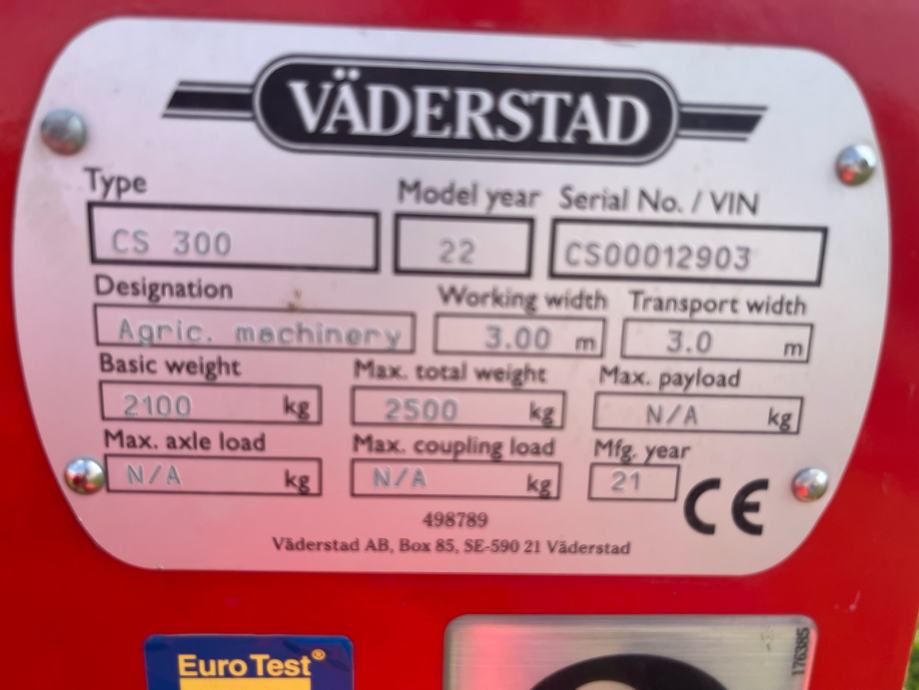 VÄDERSTAD
Type Model year Serial No. / VIN
CS 300 22 CS00012903
Designation Working width Transport width
Agric. machinery 3.00 m 3.0 m
Basic weight Max. total weight Max. payload
2100 kg 2500 kg N/A kg
Max. axle load Max. coupling load Mfg. year
N/A kg N/A kg 21 CE
498789
Väderstad AB, Box 85, SE-590 21 Väderstad
EuroTest®
176385